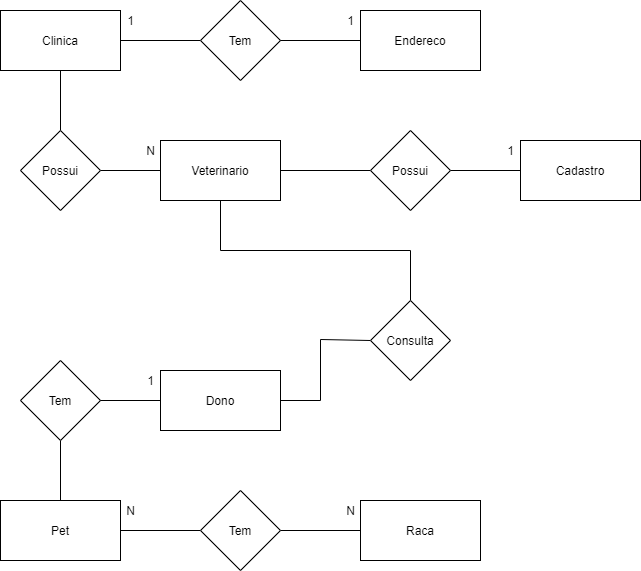 1
1
Clinica
Tem
Endereco
N
1
Possui
Veterinario
Possui
Cadastro
Consulta
1
Tem
Dono
N
N
Pet
Tem
Raca